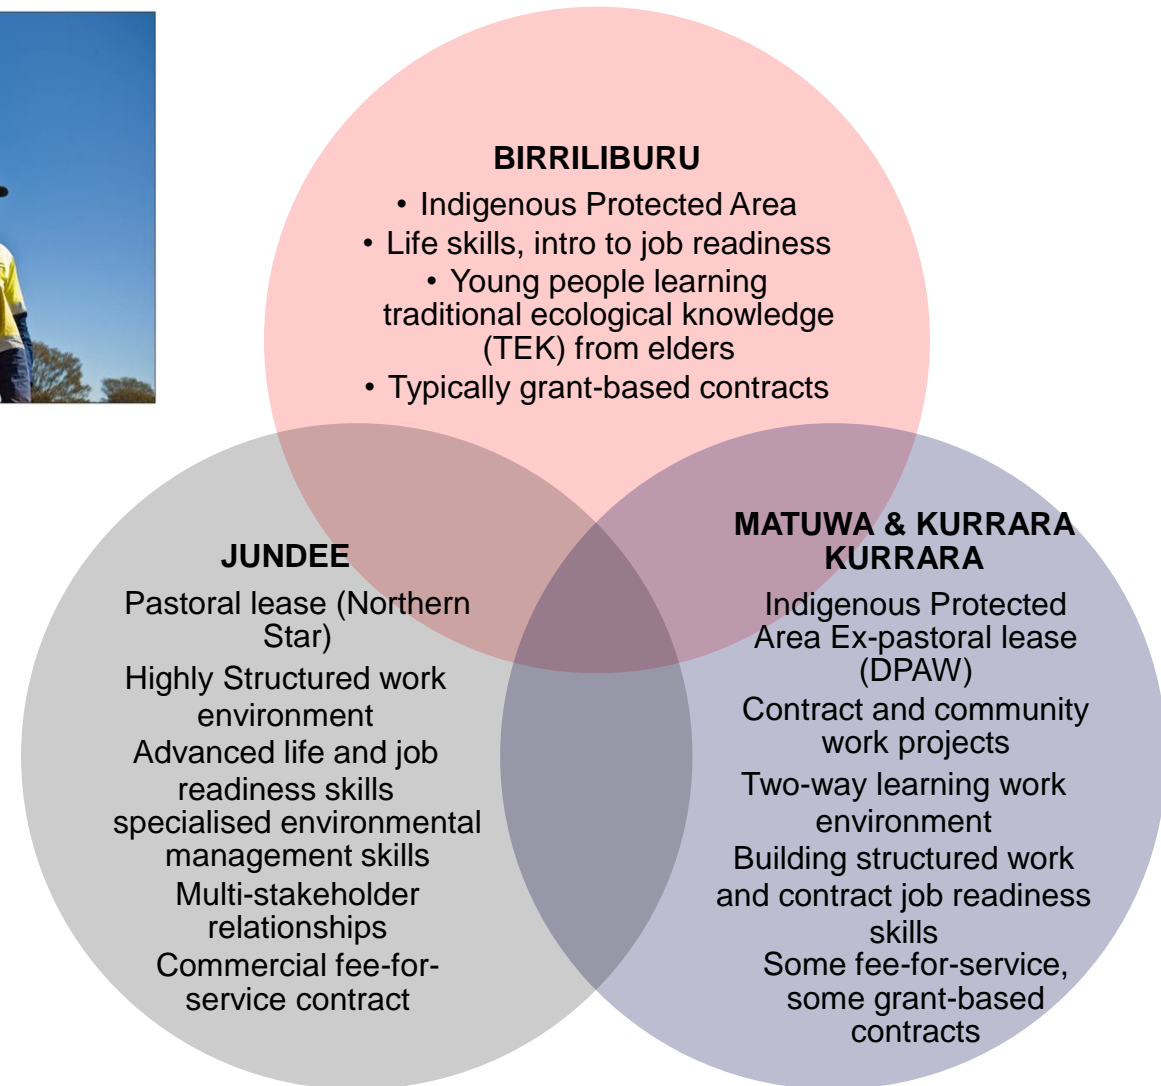 BIRRILIBURU
• Indigenous Protected Area
• Life skills, intro to job readiness
• Young people learning
traditional ecological knowledge
(TEK) from elders
• Typically grant-based contracts
JUNDEE
Pastoral lease (Northern
Star)
Highly Structured work
environment
Advanced life and job
readiness skills
specialised environmental
management skills
Multi-stakeholder
relationships
Commercial fee-for-
service contract
MATUWA & KURRARA
KURRARA
Indigenous Protected
Area Ex-pastoral lease
(DPAW)
Contract and community
work projects
Two-way learning work
environment
Building structured work
and contract job readiness
skills
Some fee-for-service,
some grant-based
contracts